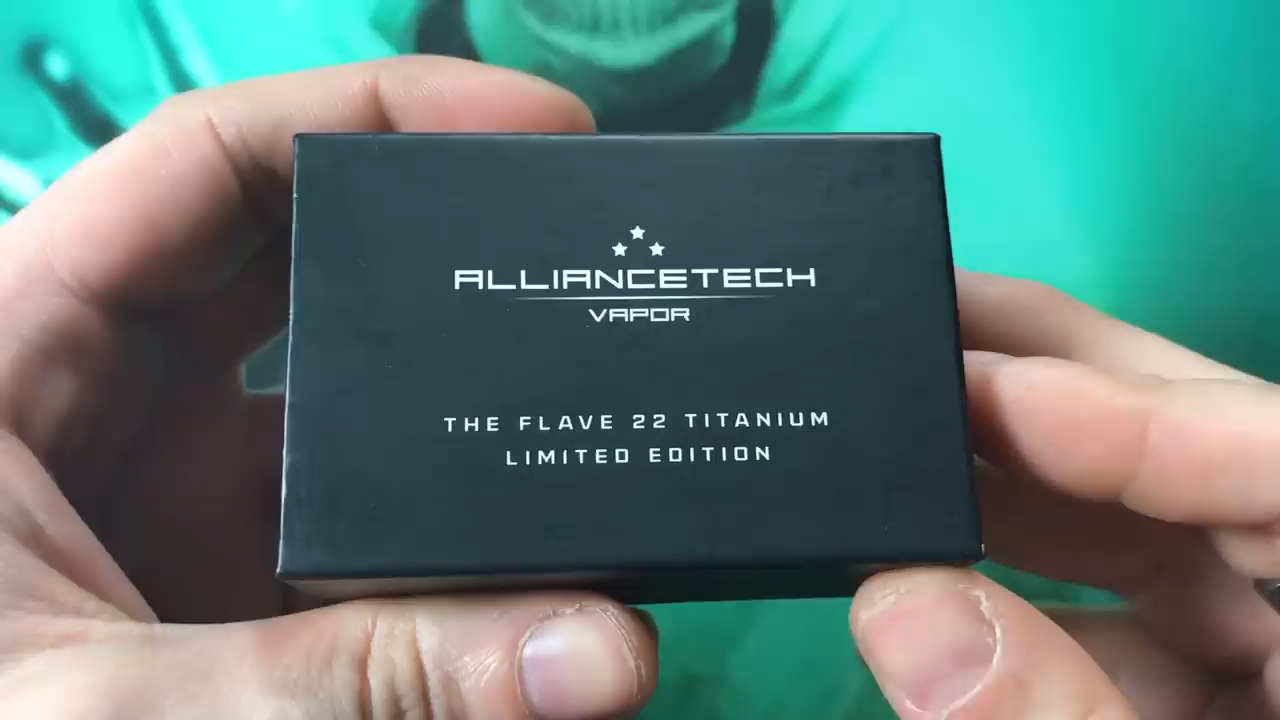 ALLIANCETECH
VAPOR
THE FLAVE 22 TITANIUM
LIMITED EDITION